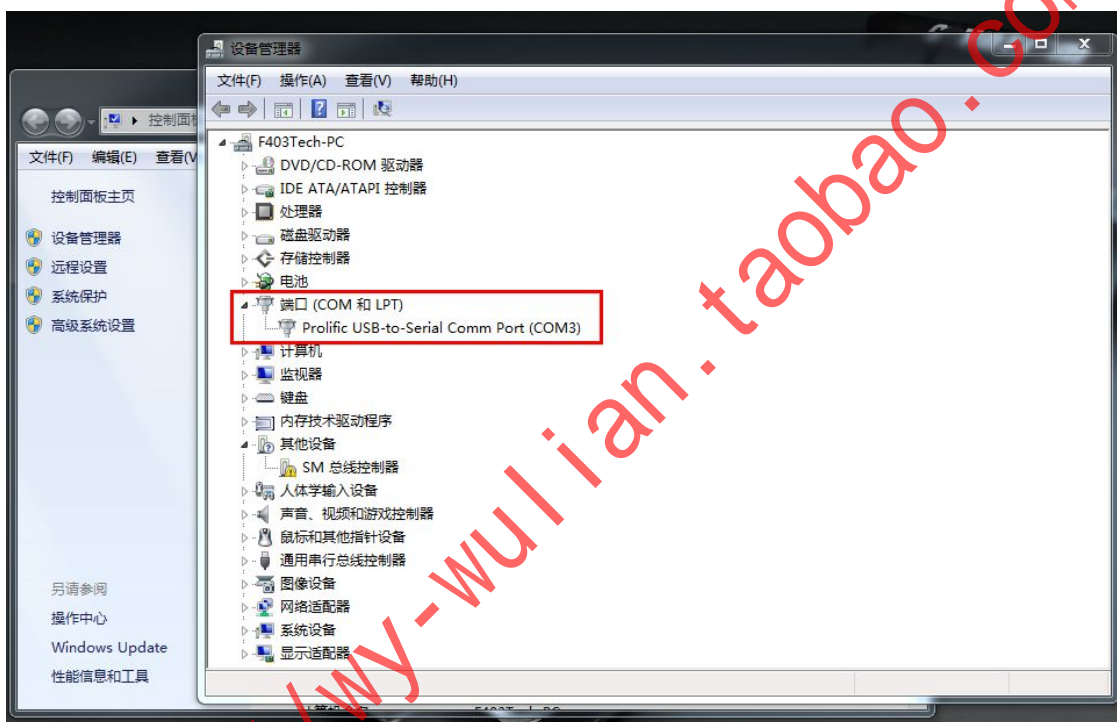 设备管理器
文件(F) 操作(A) 查看(V) 帮助(H)
控制面板
文件(F) 编辑(E) 查看(V
控制面板主页
设备管理器
远程设置
系统保护
高级系统设置
另请参阅
操作中心
Windows Update
性能信息和工具
F403Tech-PC
DVD/CD-ROM 驱动器
IDE ATA/ATAPI 控制器
处理器
磁盘驱动器
存储控制器
电池
端口 (COM 和 LPT)
Prolific USB-to-Serial Comm Port (COM3)
计算机
监视器
键盘
内存技术驱动程序
其他设备
SM 总线控制器
人体学输入设备
声音、视频和游戏控制器
鼠标和其他指针设备
通用串行总线控制器
图像设备
网络适配器
系统设备
显示适配器
/wy-wulian.taobao.com